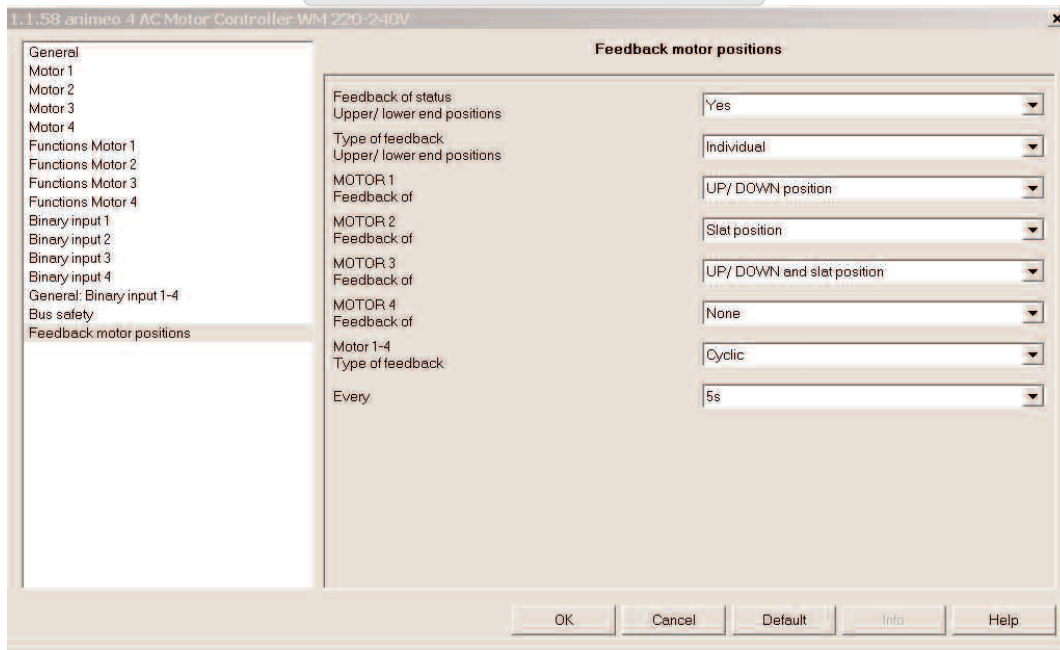 1.1.58 animeo 4 AC Motor Controller WM 220-240V
General
Motor 1
Motor 2
Motor 3
Motor 4
Functions Motor 1
Functions Motor 2
Functions Motor 3
Functions Motor 4
Binary input 1
Binary input 2
Binary input 3
Binary input 4
General: Binary input 1-4
Bus safety
Feedback motor positions
Feedback motor positions
Feedback of status
Upper/ lower end positions
Yes
Type of feedback
Upper/ lower end positions
Individual
MOTOR 1
Feedback of
UP/ DOWN position
MOTOR 2
Feedback of
Slat position
MOTOR 3
Feedback of
UP/ DOWN and slat position
MOTOR 4
Feedback of
None
Motor 1-4
Type of feedback
Cyclic
Every
5s
OK
Cancel
Default
Info
Help